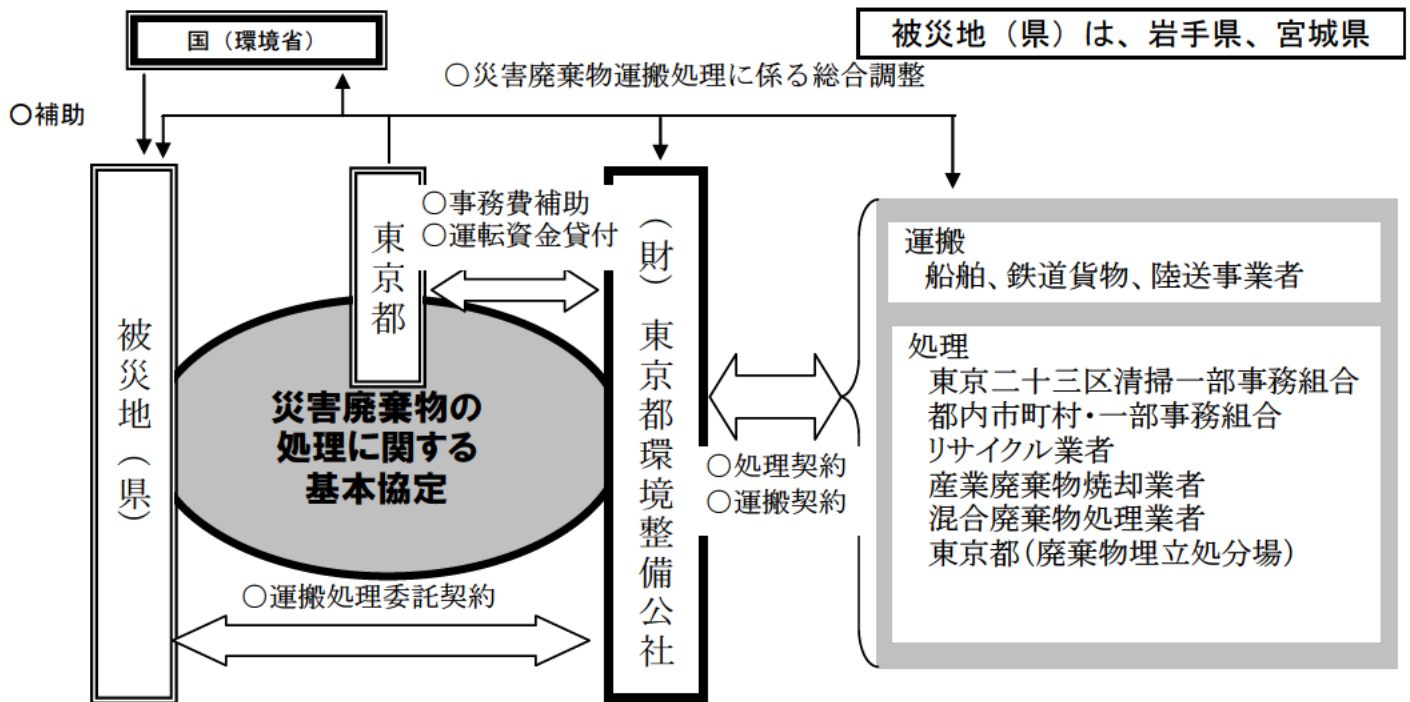 国（環境省）
被災地（県）は、岩手県、宮城県
○災害廃棄物運搬処理に係る総合調整
○補助
被災地（県）
東京都
○事務費補助
○運転資金貸付
（財）東京都環境整備公社
災害廃棄物の
処理に関する
基本協定
○運搬処理委託契約
○処理契約
○運搬契約
運搬
船舶、鉄道貨物、陸送事業者
処理
東京二十三区清掃一部事務組合
都内市町村・一部事務組合
リサイクル業者
産業廃棄物焼却業者
混合廃棄物処理業者
東京都（廃棄物埋立処分場）